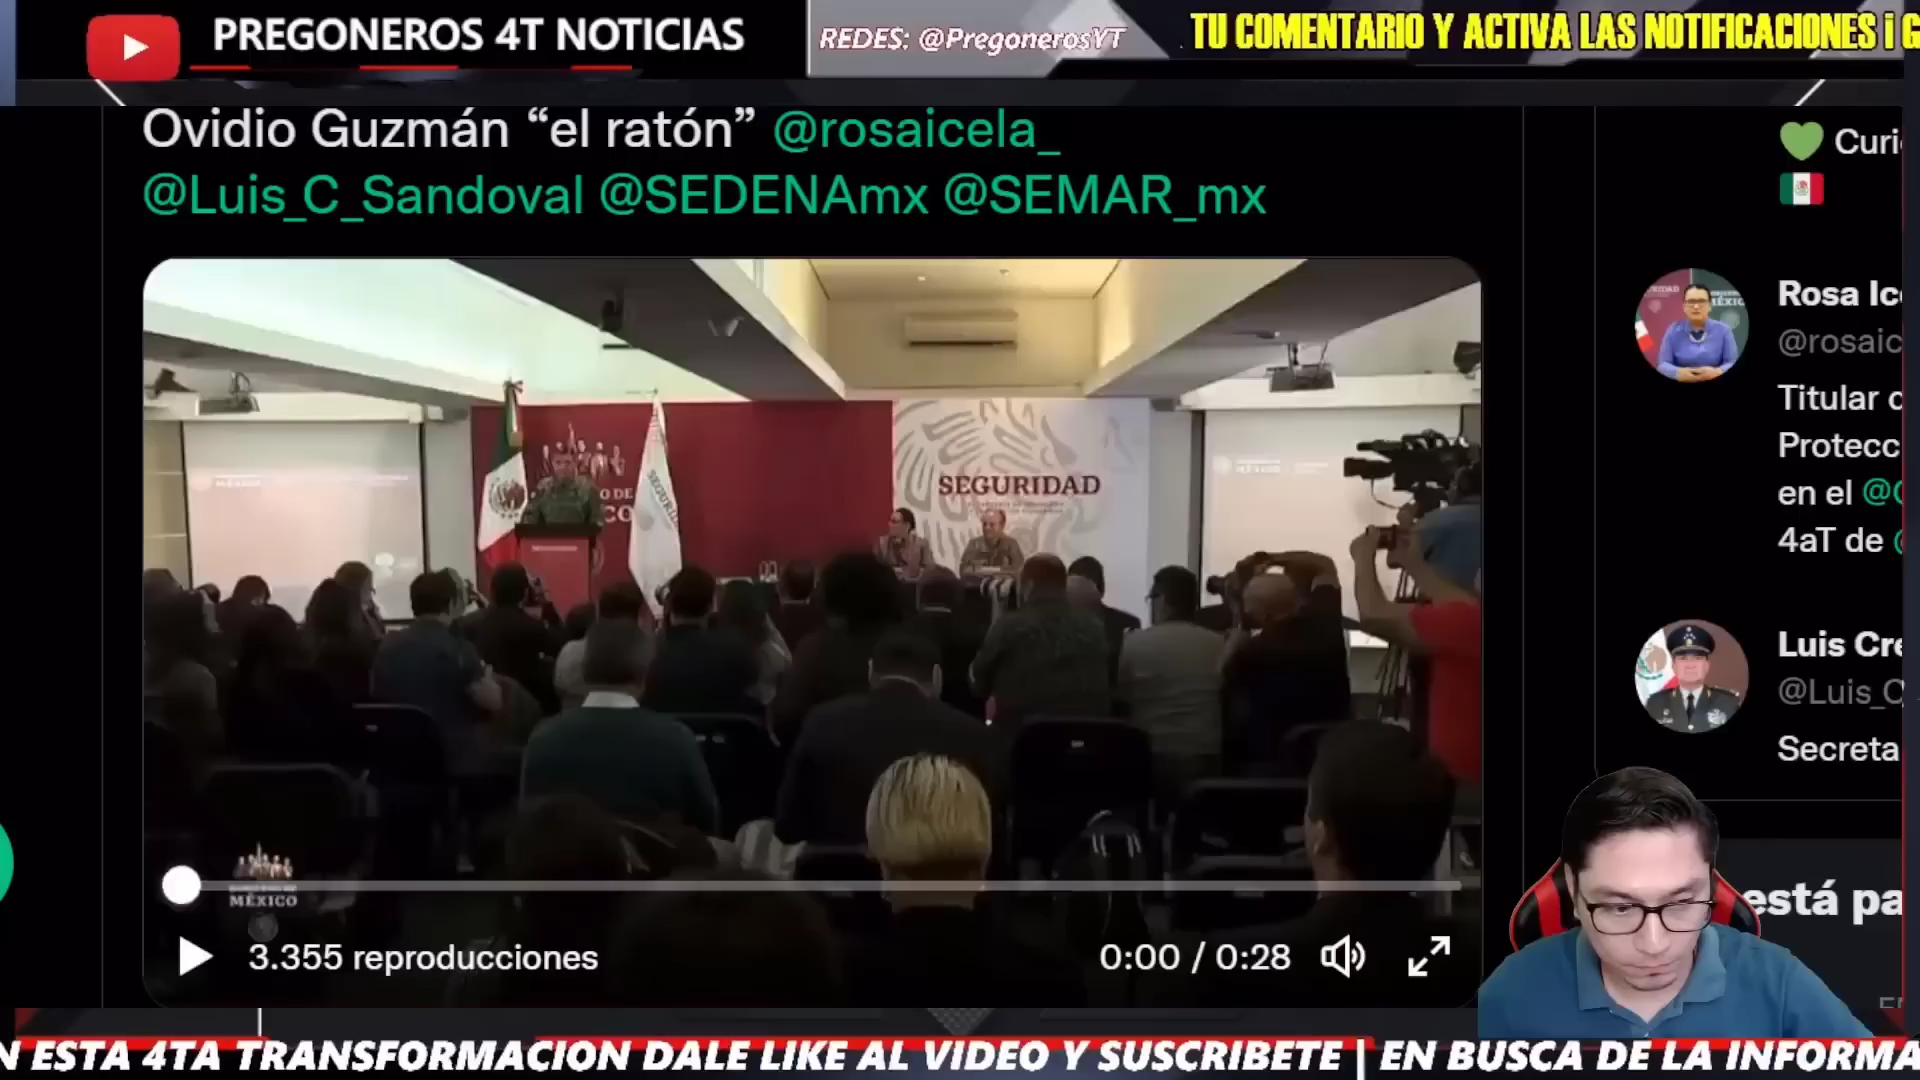 PREGONEROS 4T NOTICIAS
REDES: @PregonerosYT
TU COMENTARIO Y ACTIVA LAS NOTIFICACIONES ¡ G
Ovidio Guzmán “el ratón” @rosaicela_
@Luis_C_Sandoval @SEDENAmx @SEMAR_mx
SEGURIDAD
MÉXICO
3.355 reproducciones
0:00 / 0:28
Curi
Rosa Ic
@rosaic
Titular
Protecc
en el
4aT de
Luis Cre
@Luis_C
Secreta
está pa
N ESTA 4TA TRANSFORMACION DALE LIKE AL VIDEO Y SUSCRIBETE | EN BUSCA DE LA INFORMA